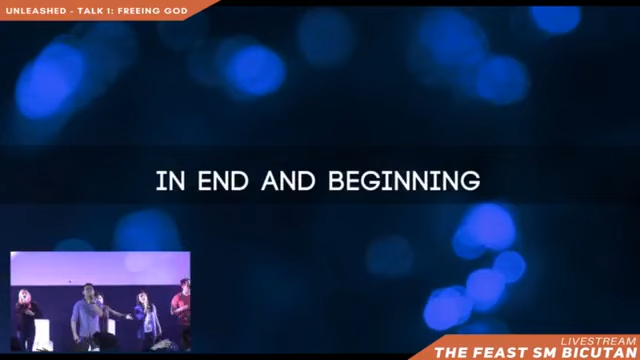 UNLEASHED - TALK 1: FREEING GOD
IN END AND BEGINNING
LIVESTREAM
THE FEAST SM BICUTAN